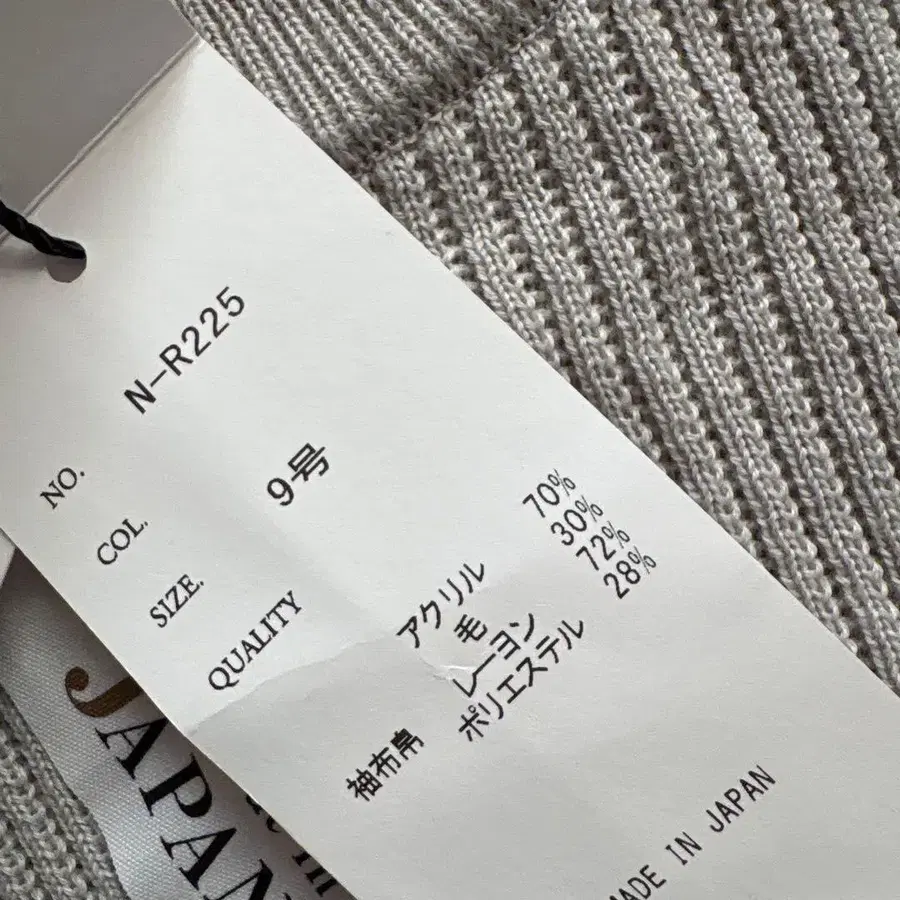 NO. N-R225
COL.
SIZE. 9号
QUALITY
アクリル 70%
毛 30%
袖布帛 レーヨン 72%
ポリエステル 28%
MADE IN JAPAN
JAPAN